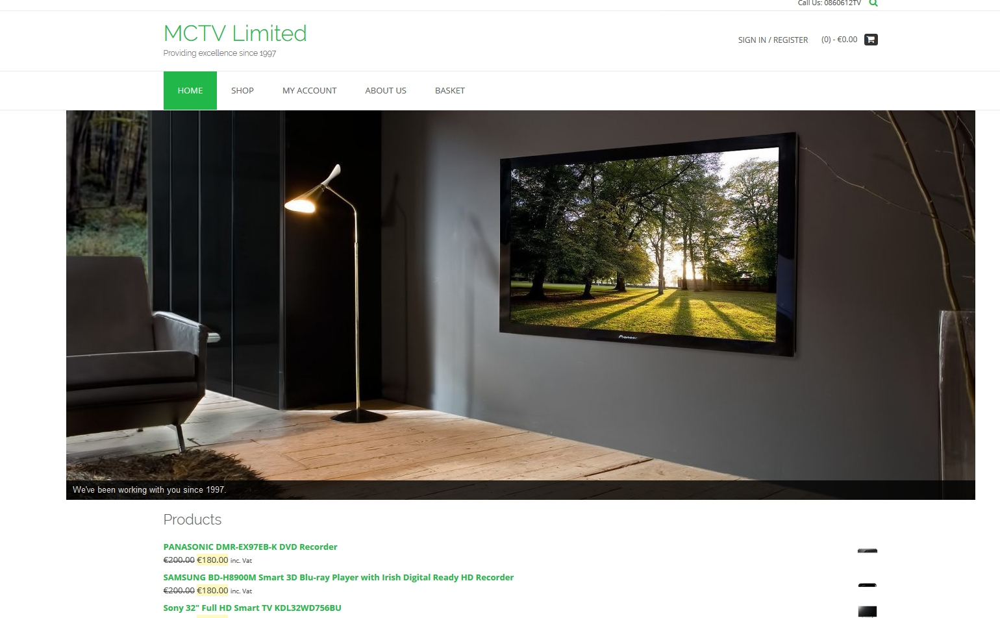 Call Us: 0860612TV
MCTV Limited
Providing excellence since 1997
SIGN IN / REGISTER
(0) - €0.00
HOME
SHOP
MY ACCOUNT
ABOUT US
BASKET
Pioneer
We've been working with you since 1997.
Products
PANASONIC DMR-EX97EB-K DVD Recorder
€200.00 €180.00 inc. Vat
SAMSUNG BD-H8900M Smart 3D Blu-ray Player with Irish Digital Ready HD Recorder
€200.00 €180.00 inc. Vat
Sony 32" Full HD Smart TV KDL32WD756BU